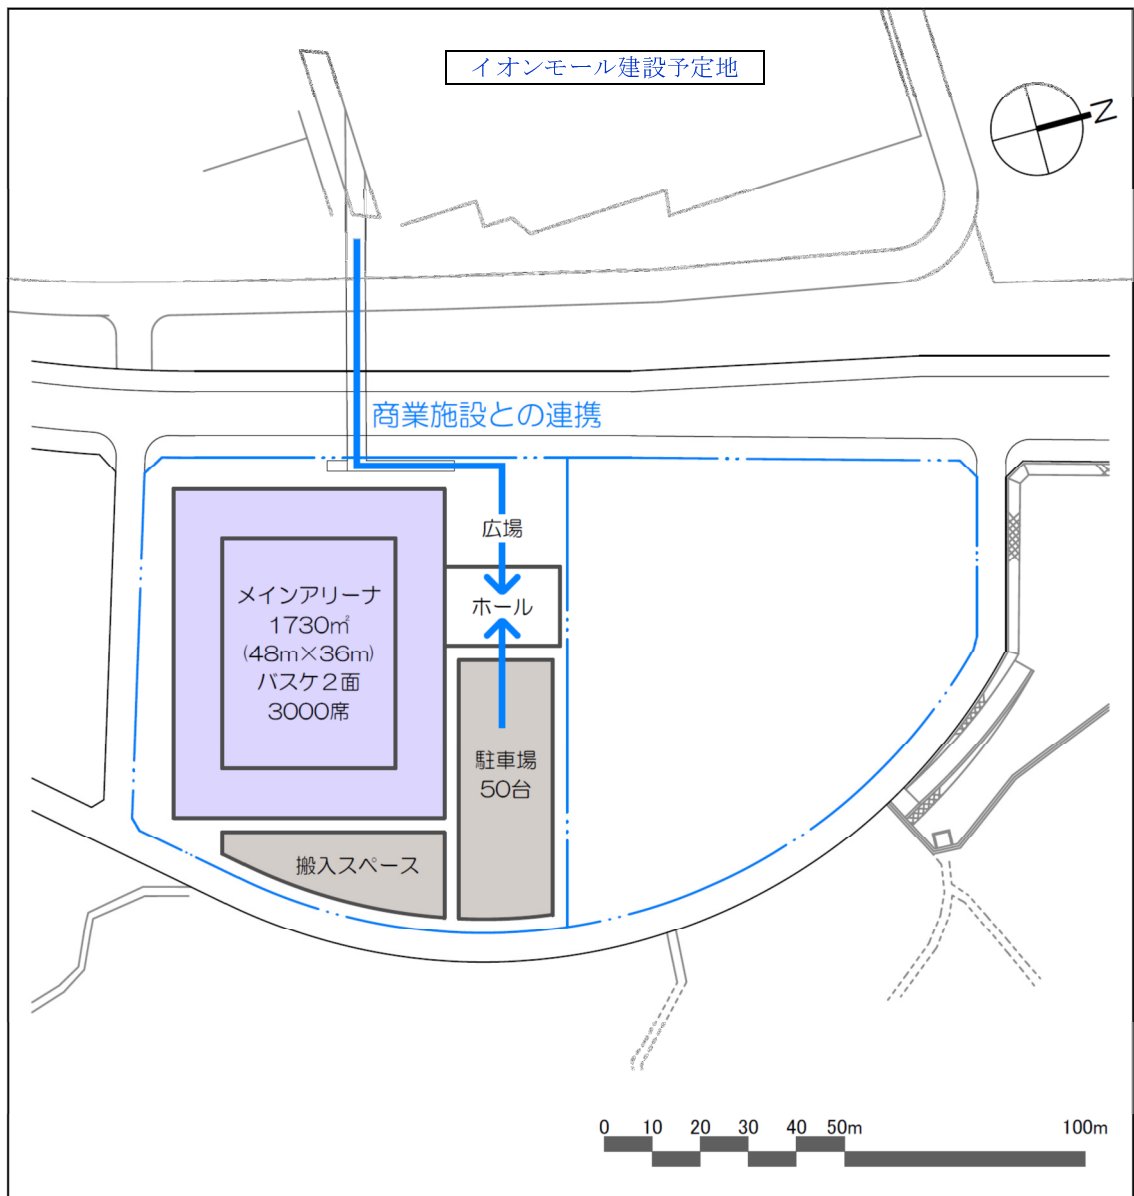 イオンモール建設予定地
N
商業施設との連携
広場
ホール
メインアリーナ
1730㎡
(48m×36m)
バスケ2面
3000席
駐車場
50台
搬入スペース
0 10 20 30 40 50m 100m